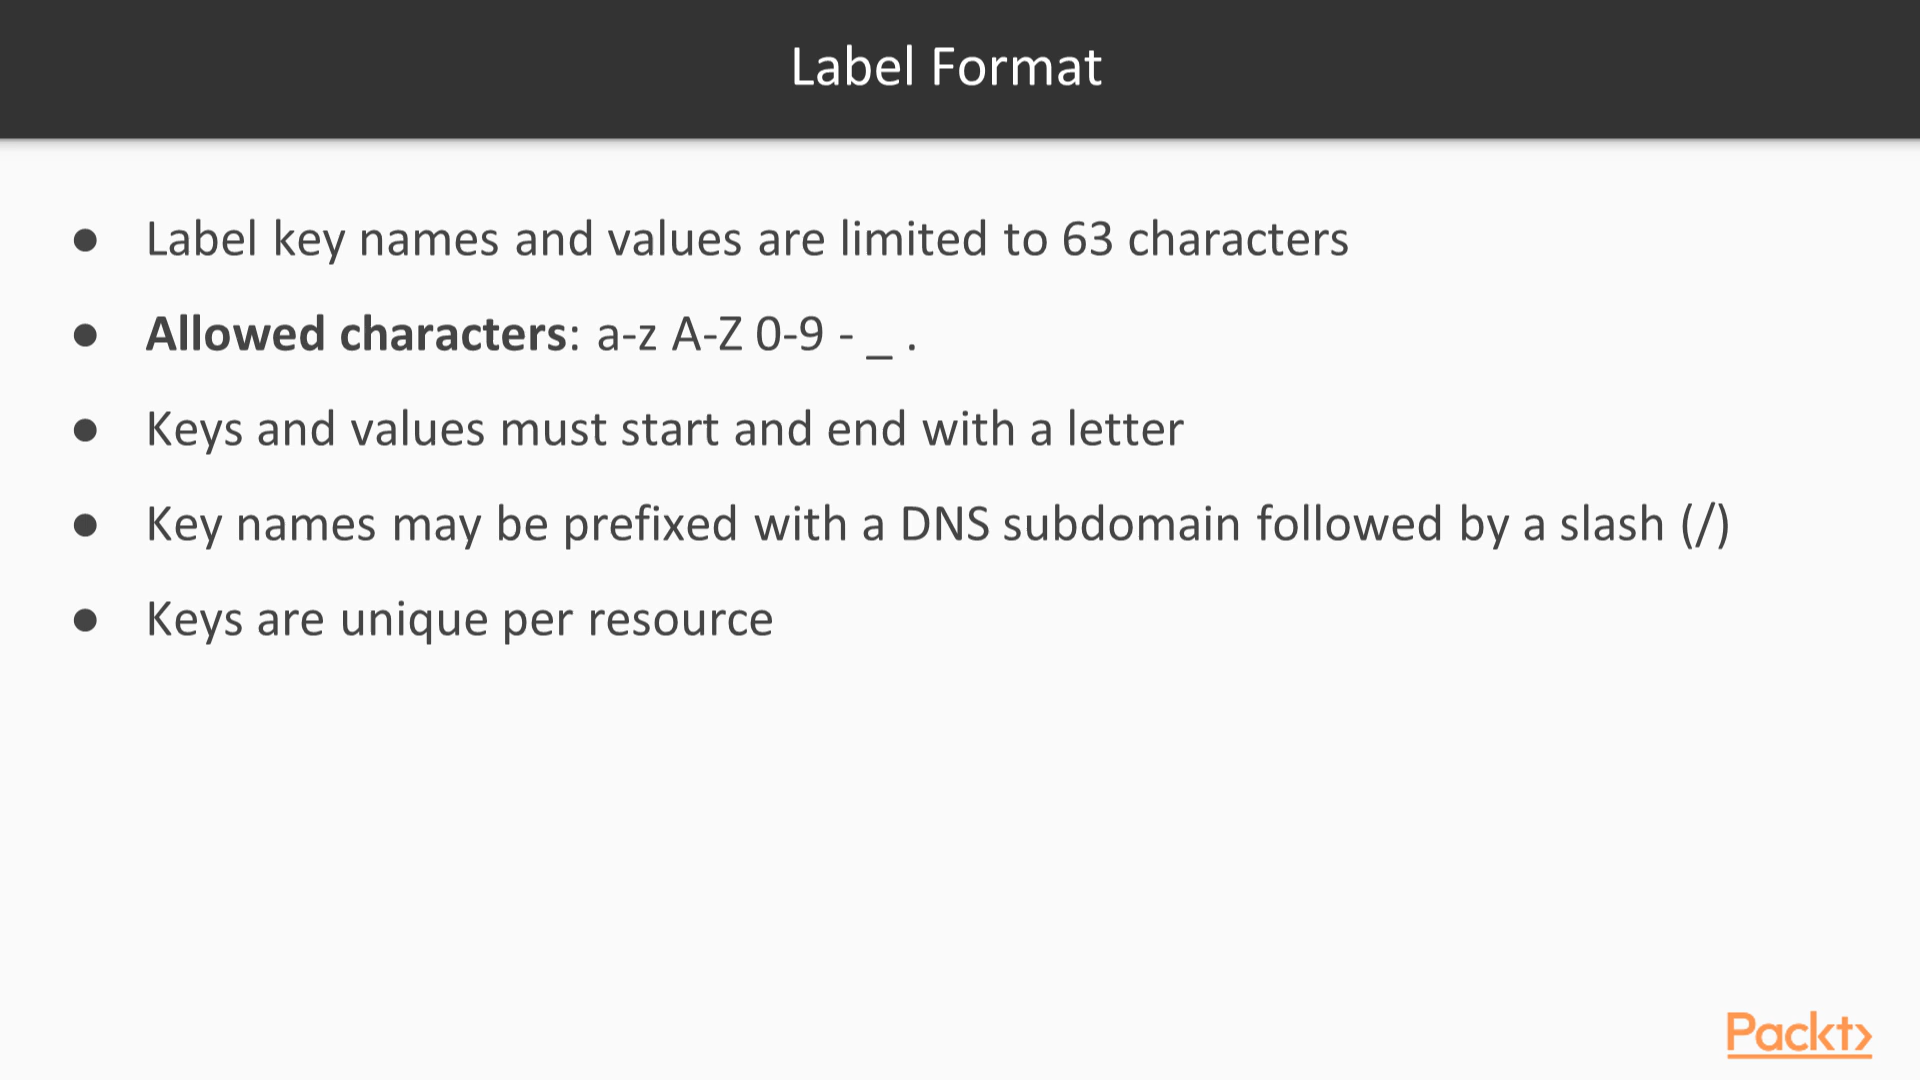 Label Format
● Label key names and values are limited to 63 characters
● Allowed characters: a-z A-Z 0-9 - _ .
● Keys and values must start and end with a letter
● Key names may be prefixed with a DNS subdomain followed by a slash (/)
● Keys are unique per resource
Packt>